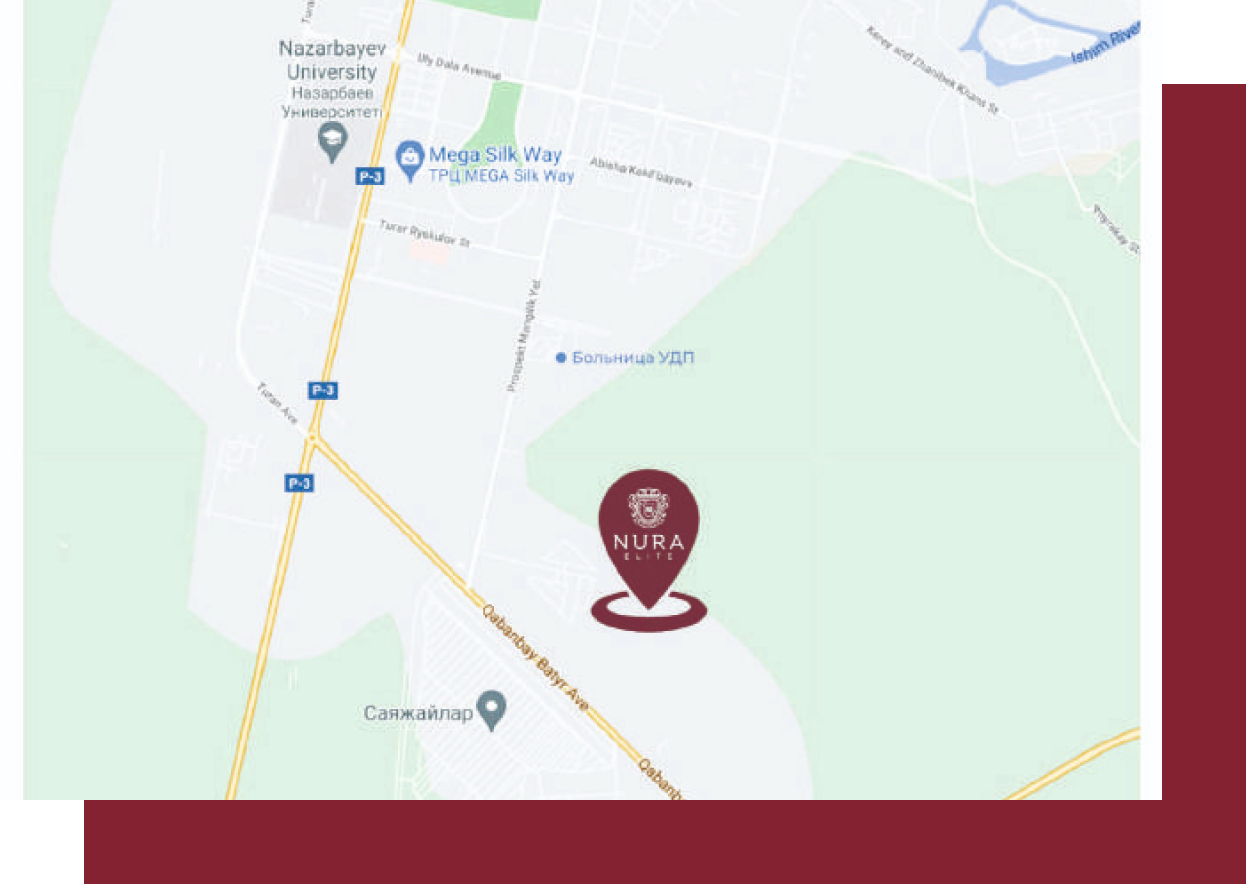 Tura
Nazarbayev
University
Назарбаев
Университеті
Uly Dala Avenue
Kerey and Zhanibek Khans St
Ishim River
P-3
Mega Silk Way
ТРЦ MEGA Silk Way
Turar Ryskulov St
Prospekt Mangilik Yel
Больница УДП
P-3
Turan Ave
P-3
NURA
ELITE
Qabanbay Batyr Ave
Саяжайлар
Qabanb